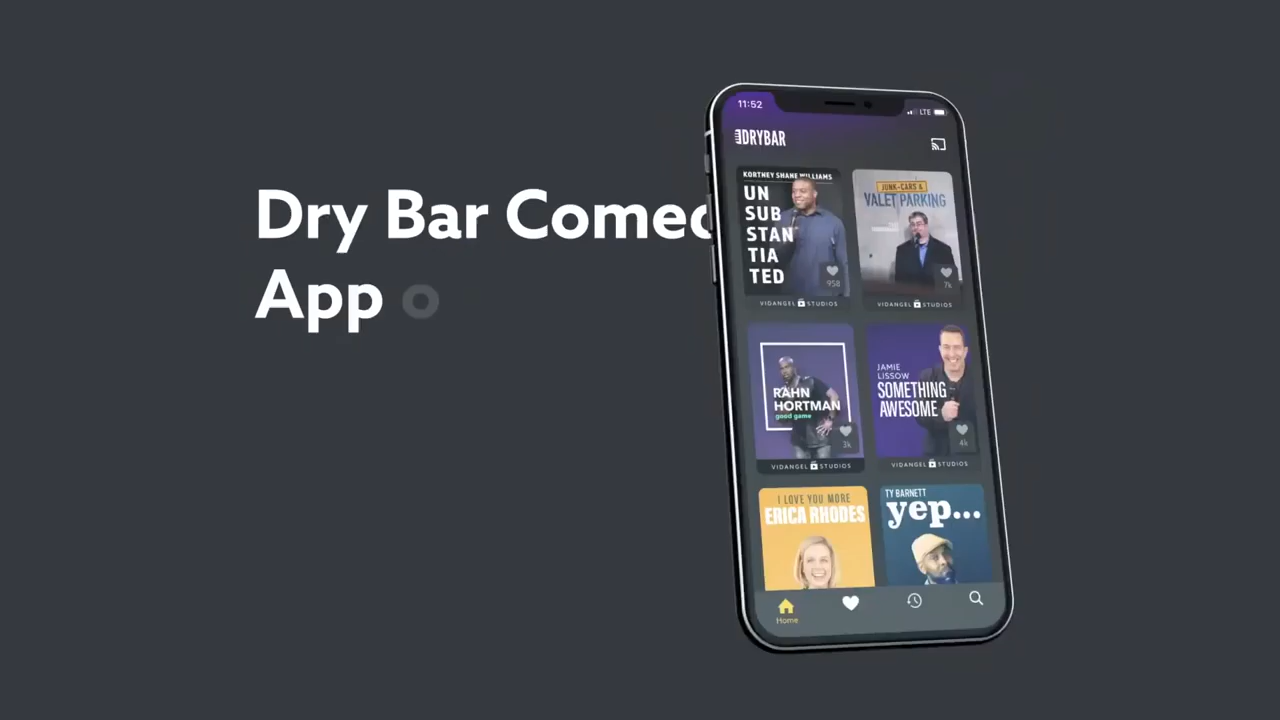 Dry Bar Comed
App o
11:52
LTE
DRYBAR
KORTNEY SHANE WILLIAMS
UN
SUB
STAN
TIA
TED
958
VIDANGEL STUDIOS
JUNK-CARS &
VALET PARKING
7k
VIDANGEL STUDIOS
RAHN
HORTMAN
good game
3k
VIDANGEL STUDIOS
JAMIE
LISSOW
SOMETHING
AWESOME
4k
VIDANGEL STUDIOS
I LOVE YOU MORE
ERICA RHODES
TY BARNETT
yep...
Home